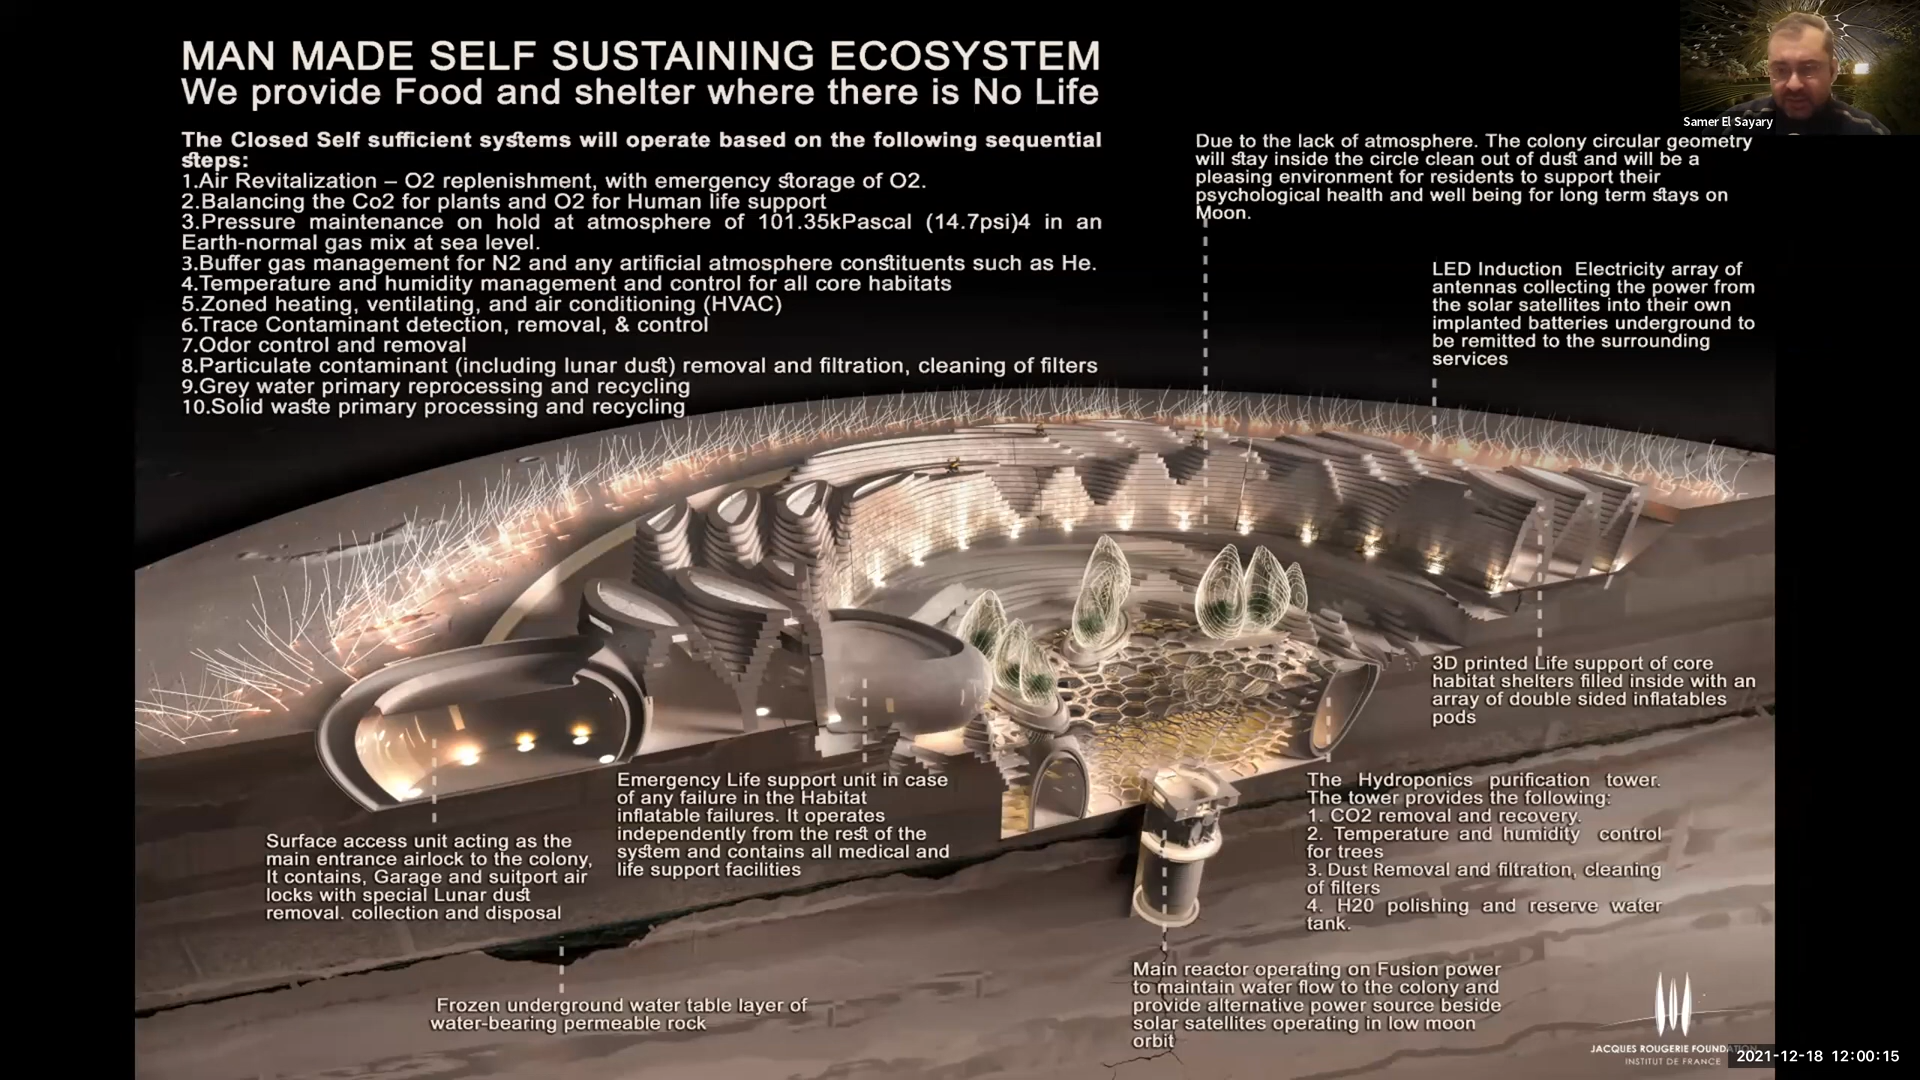 MAN MADE SELF SUSTAINING ECOSYSTEM
We provide Food and shelter where there is No Life
The Closed Self sufficient systems will operate based on the following sequential
steps:
1.Air Revitalization – O2 replenishment, with emergency storage of O2.
2.Balancing the Co2 for plants and O2 for Human life support
3.Pressure maintenance on hold at atmosphere of 101.35kPascal (14.7psi)4 in an
Earth-normal gas mix at sea level.
3.Buffer gas management for N2 and any artificial atmosphere constituents such as He.
4.Temperature and humidity management and control for all core habitats
5.Zoned heating, ventilating, and air conditioning (HVAC)
6.Trace Contaminant detection, removal, & control
7.Odor control and removal
8.Particulate contaminant (including lunar dust) removal and filtration, cleaning of filters
9.Grey water primary reprocessing and recycling
10.Solid waste primary processing and recycling
Samer El Sayary
Due to the lack of atmosphere. The colony circular geometry
will stay inside the circle clean out of dust and will be a
pleasing environment for residents to support their
psychological health and well being for long term stays on
Moon.
LED Induction Electricity array of
antennas collecting the power from
the solar satellites into their own
implanted batteries underground to
be remitted to the surrounding
services
3D printed Life support of core
habitat shelters filled inside with an
array of double sided inflatables
pods
Emergency Life support unit in case
of any failure in the Habitat
inflatable failures. It operates
independently from the rest of the
system and contains all medical and
life support facilities
The Hydroponics purification tower.
The tower provides the following:
1. CO2 removal and recovery.
2. Temperature and humidity control
for trees
3. Dust Removal and filtration, cleaning
of filters
4. H20 polishing and reserve water
tank.
Surface access unit acting as the
main entrance airlock to the colony,
It contains, Garage and suitport air
locks with special Lunar dust
removal. collection and disposal
Frozen underground water table layer of
water-bearing permeable rock
Main reactor operating on Fusion power
to maintain water flow to the colony and
provide alternative power source beside
solar satellites operating in low moon
orbit
JACQUES ROUGERIE FOUNDATION
INSTITUT DE FRANCE
2021-12-18 12:00:15